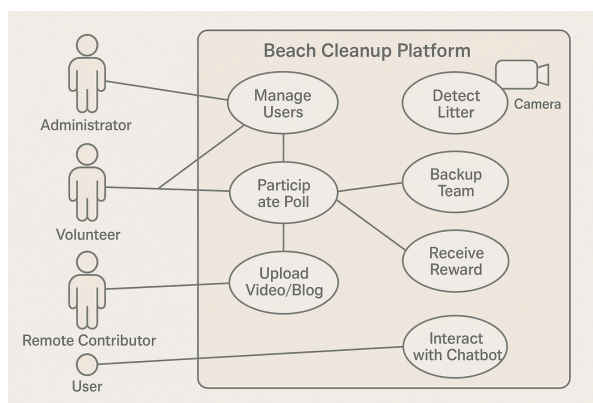 Beach Cleanup Platform
Administrator
Manage
Users
Detect
Litter
Camera
Volunteer
Particip
ate Poll
Backup
Team
Remote Contributor
Upload
Video/Blog
Receive
Reward
User
Interact
with Chatbot